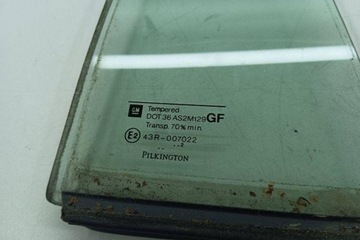 GM
Tempered
DOT 36 AS2M129 GF
Transp. 70% min.
E2 43R-007022
PILKINGTON